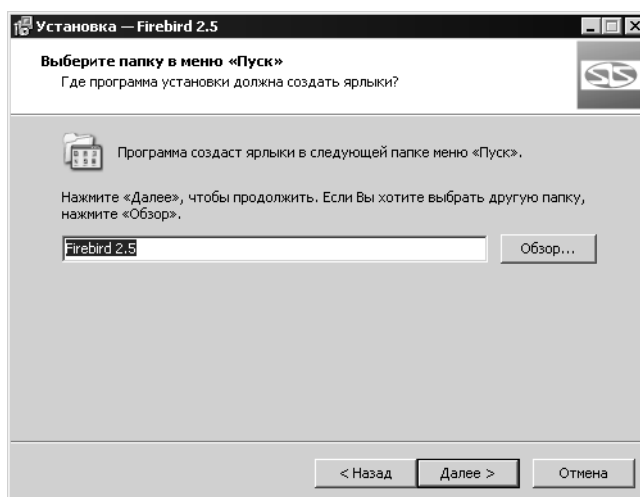 Установка — Firebird 2.5
Выберите папку в меню «Пуск»
Где программа установки должна создать ярлыки?
Программа создаст ярлыки в следующей папке меню «Пуск».
Нажмите «Далее», чтобы продолжить. Если Вы хотите выбрать другую папку,
нажмите «Обзор».
Firebird 2.5
Обзор...
< Назад
Далее >
Отмена